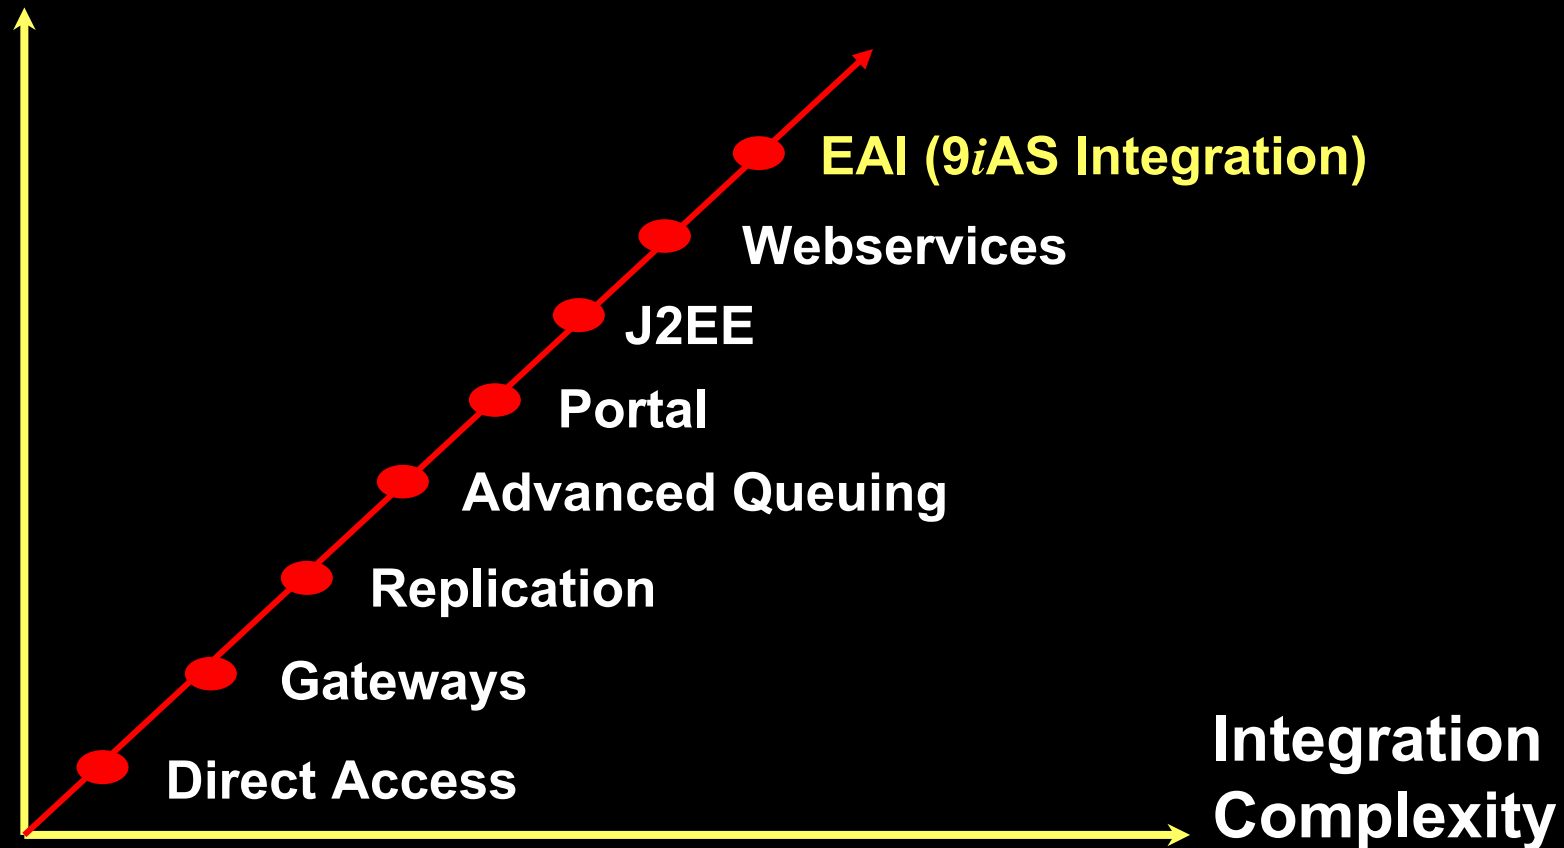 EAI (9iAS Integration)
Webservices
J2EE
Portal
Advanced Queuing
Replication
Gateways
Direct Access
Integration
Complexity